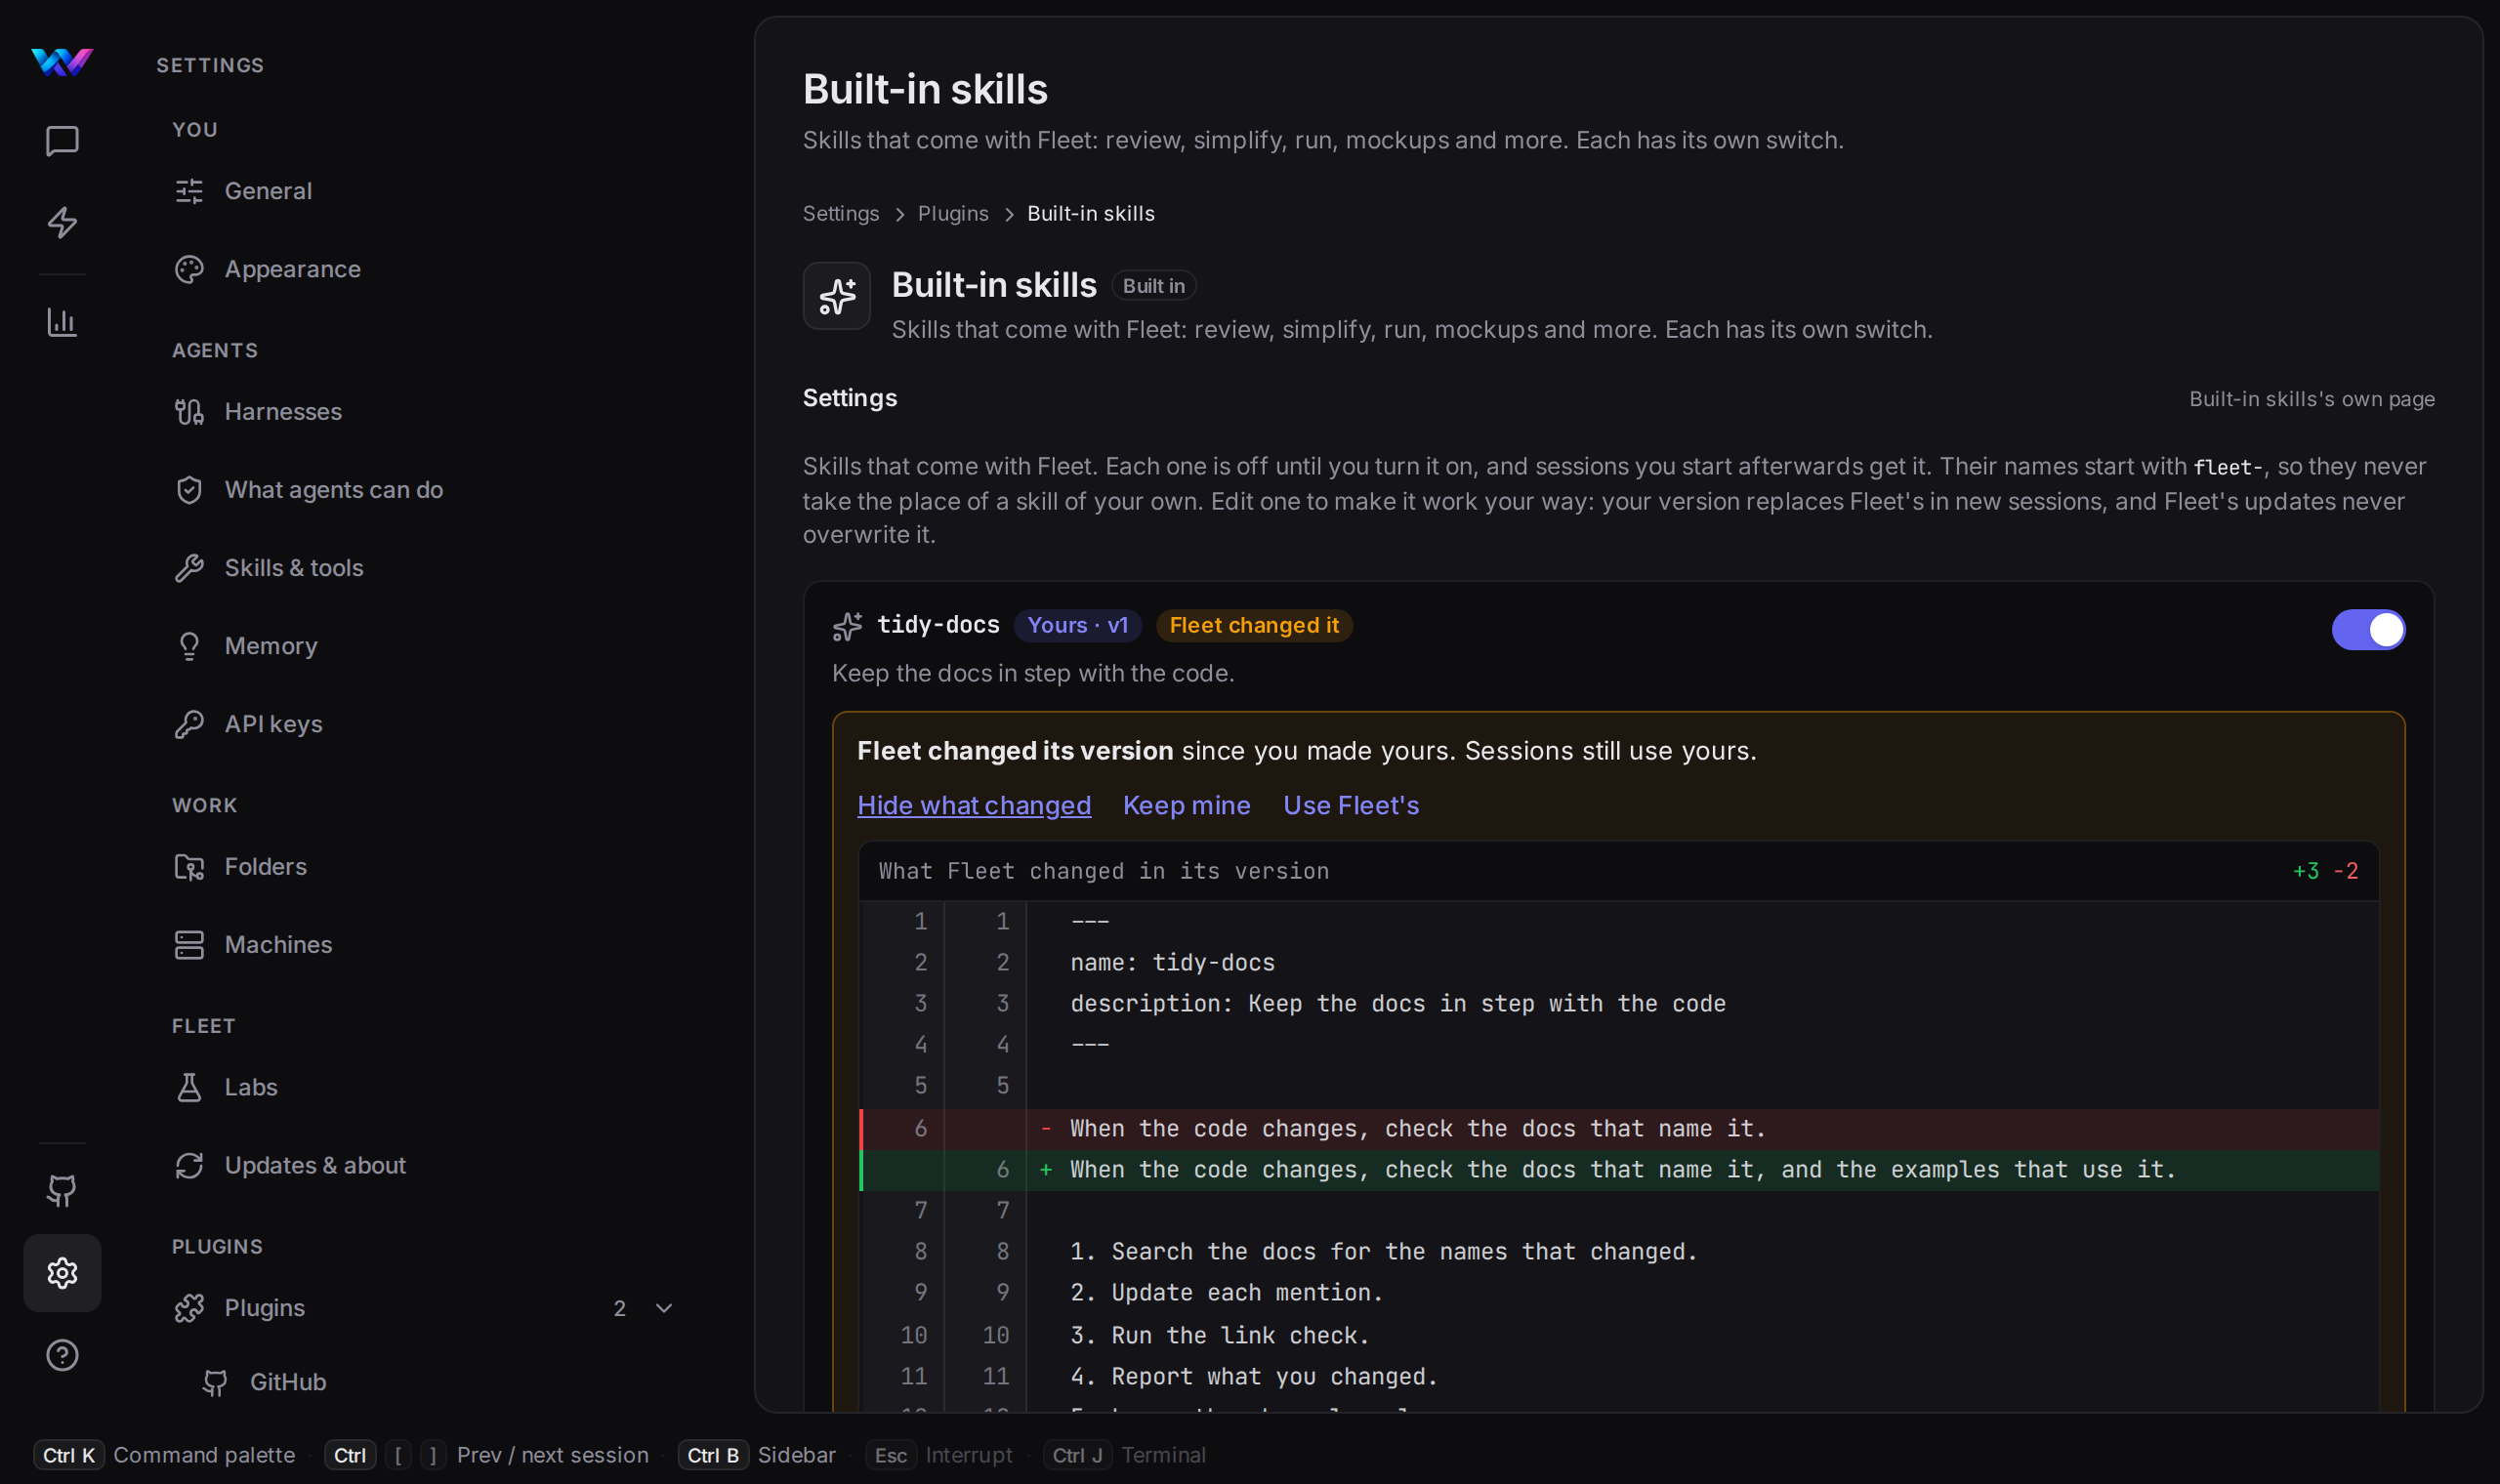 SETTINGS
YOU
General
Appearance
AGENTS
Harnesses
What agents can do
Skills & tools
Memory
API keys
WORK
Folders
Machines
FLEET
Labs
Updates & about
PLUGINS
Plugins 2
GitHub
Built-in skills
Skills that come with Fleet: review, simplify, run, mockups and more. Each has its own switch.
Settings > Plugins > Built-in skills
Built-in skills Built in
Skills that come with Fleet: review, simplify, run, mockups and more. Each has its own switch.
Settings Built-in skills's own page
Skills that come with Fleet. Each one is off until you turn it on, and sessions you start afterwards get it. Their names start with fleet-, so they never
take the place of a skill of your own. Edit one to make it work your way: your version replaces Fleet's in new sessions, and Fleet's updates never
overwrite it.
tidy-docs Yours · v1 Fleet changed it
Keep the docs in step with the code.
Fleet changed its version since you made yours. Sessions still use yours.
Hide what changed Keep mine Use Fleet's
What Fleet changed in its version +3 -2
1 1 ---
2 2 name: tidy-docs
3 3 description: Keep the docs in step with the code
4 4 ---
5 5
6 - When the code changes, check the docs that name it.
6 + When the code changes, check the docs that name it, and the examples that use it.
7 7
8 8 1. Search the docs for the names that changed.
9 9 2. Update each mention.
10 10 3. Run the link check.
11 11 4. Report what you changed.
Ctrl K Command palette · Ctrl [ ] Prev / next session · Ctrl B Sidebar · Esc Interrupt · Ctrl J Terminal